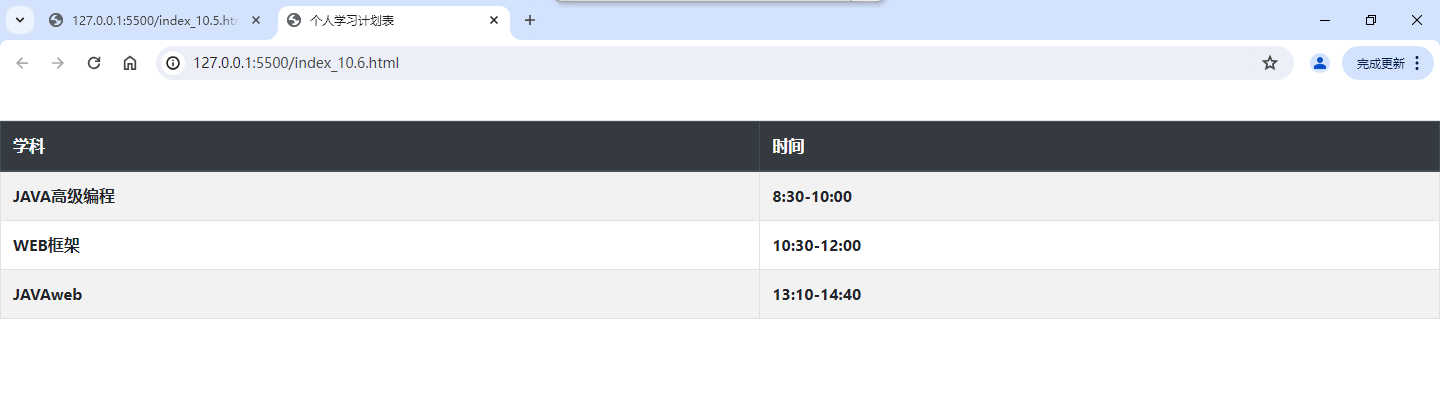 127.0.0.1:5500/index_10.5.htm
个人学习计划表
127.0.0.1:5500/index_10.6.html
完成更新
学科 时间
JAVA高级编程 8:30-10:00
WEB框架 10:30-12:00
JAVAweb 13:10-14:40